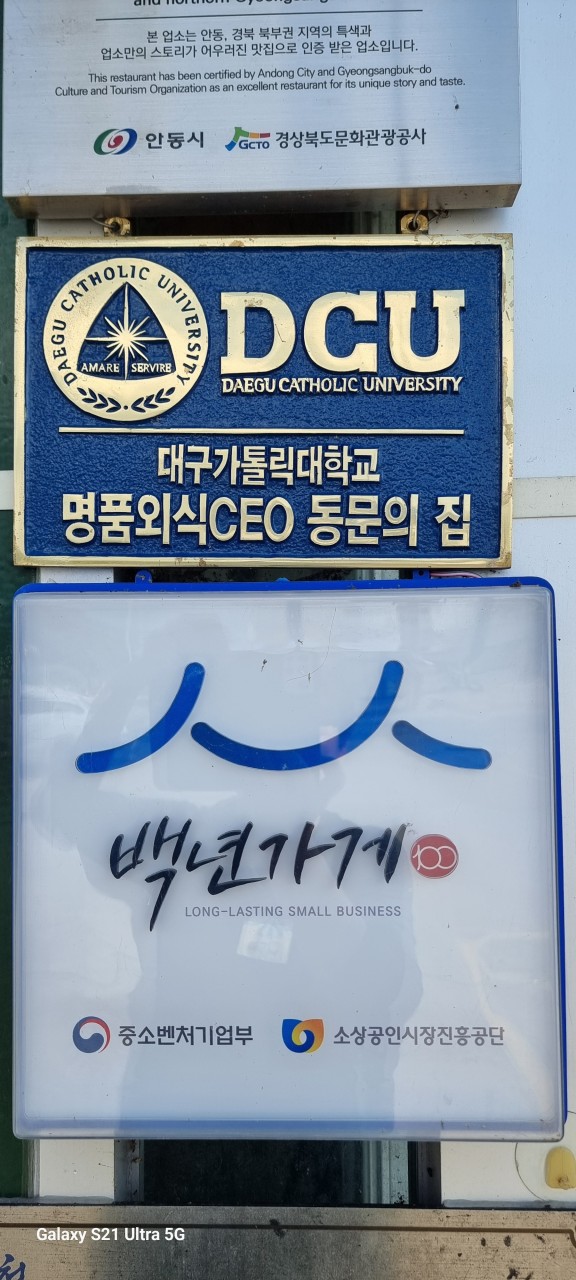 and northern Gyeongsang
본 업소는 안동, 경북 북부권 지역의 특색과
업소만의 스토리가 어우러진 맛집으로 인증 받은 업소입니다.
This restaurant has been certified by Andong City and Gyeongsangbuk-do
Culture and Tourism Organization as an excellent restaurant for its unique story and taste.
안동시 GCTO 경상북도문화관광공사
DAEGU CATHOLIC UNIVERSITY
AMARE SERVIRE
DCU
DAEGU CATHOLIC UNIVERSITY
대구가톨릭대학교
명품외식CEO 동문의 집
백년가게 100
LONG-LASTING SMALL BUSINESS
중소벤처기업부 소상공인시장진흥공단
Galaxy S21 Ultra 5G